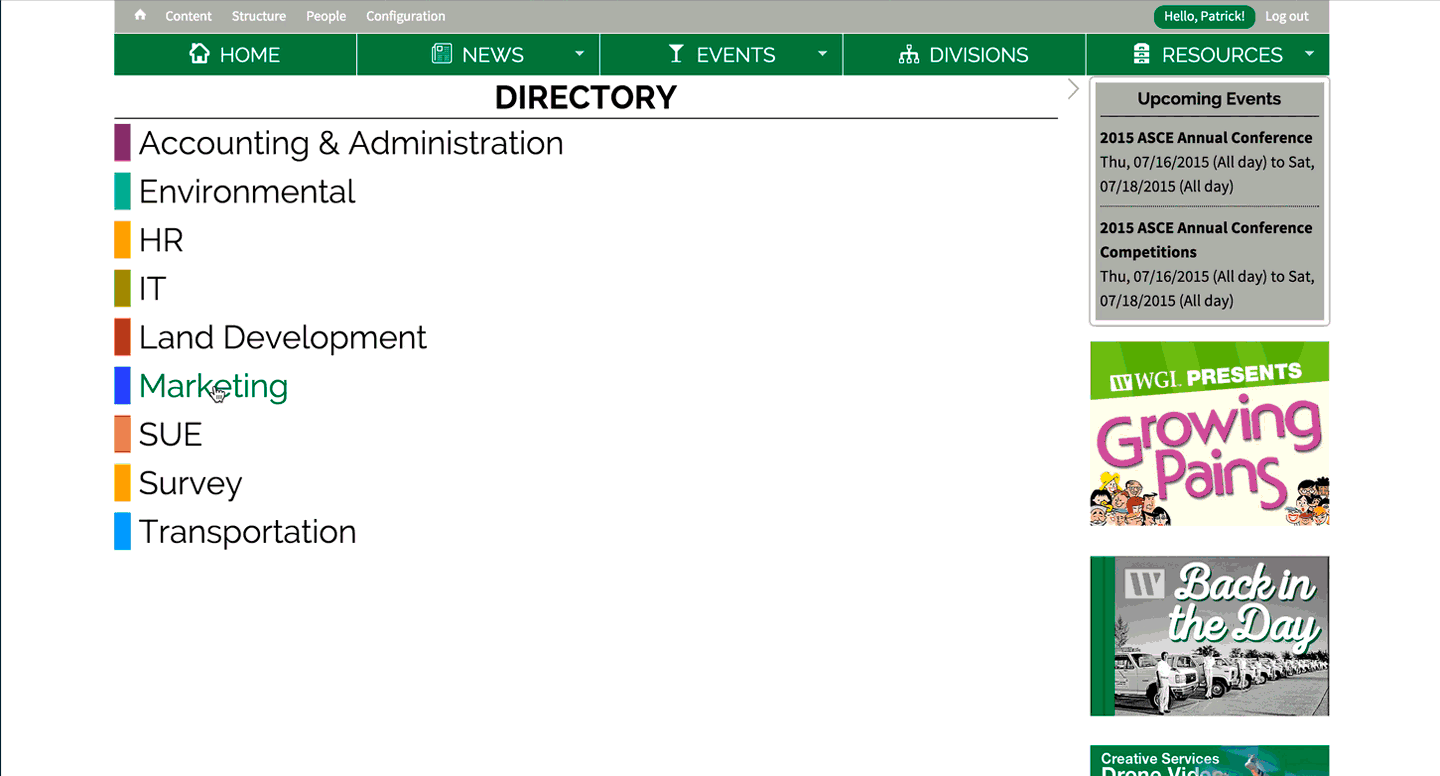 Content Structure People Configuration
Hello, Patrick! Log out
HOME NEWS EVENTS DIVISIONS RESOURCES
DIRECTORY
Accounting & Administration
Environmental
HR
IT
Land Development
Marketing
SUE
Survey
Transportation
Upcoming Events
2015 ASCE Annual Conference
Thu, 07/16/2015 (All day) to Sat,
07/18/2015 (All day)
2015 ASCE Annual Conference
Competitions
Thu, 07/16/2015 (All day) to Sat,
07/18/2015 (All day)
WGI. PRESENTS
Growing
Pains
Back in
the Day
Creative Services
Drone Video